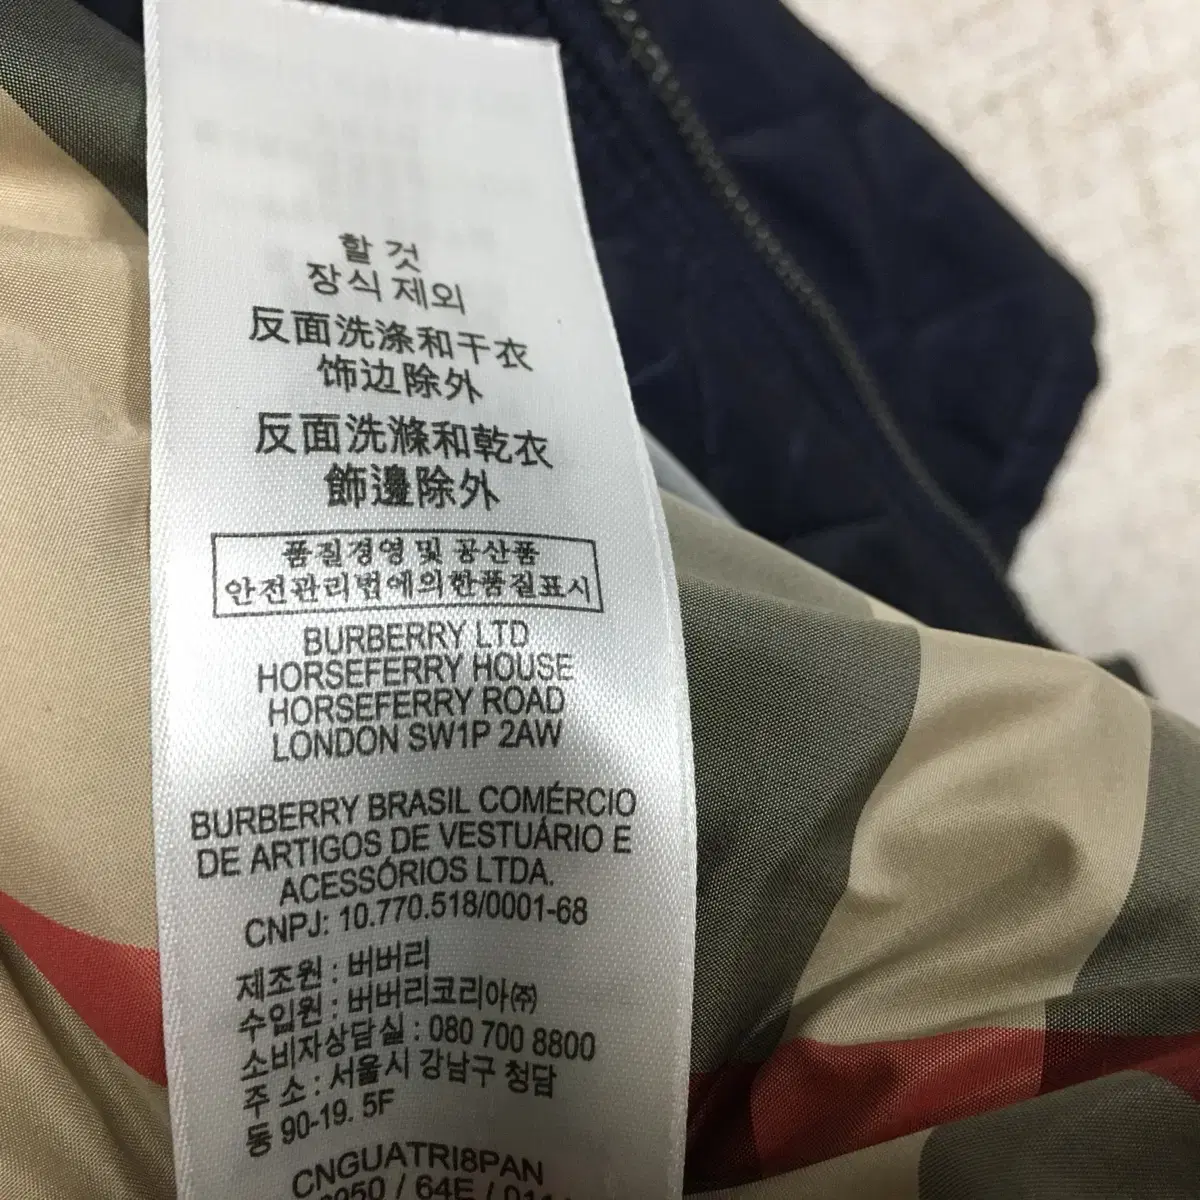 할 것
장식 제외
反面洗涤和干衣
饰边除外
反面洗滌和乾衣
飾邊除外
품질경영 및 공산품
안전관리법에의한품질표시
BURBERRY LTD
HORSEFERRY HOUSE
HORSEFERRY ROAD
LONDON SW1P 2AW
BURBERRY BRASIL COMÉRCIO
DE ARTIGOS DE VESTUÁRIO E
ACESSÓRIOS LTDA.
CNPJ: 10.770.518/0001-68
제조원 : 버버리
수입원 : 버버리코리아㈜
소비자상담실 : 080 700 8800
주 소 : 서울시 강남구 청담
동 90-19. 5F
CNGUATRI8PAN
/ 64E /